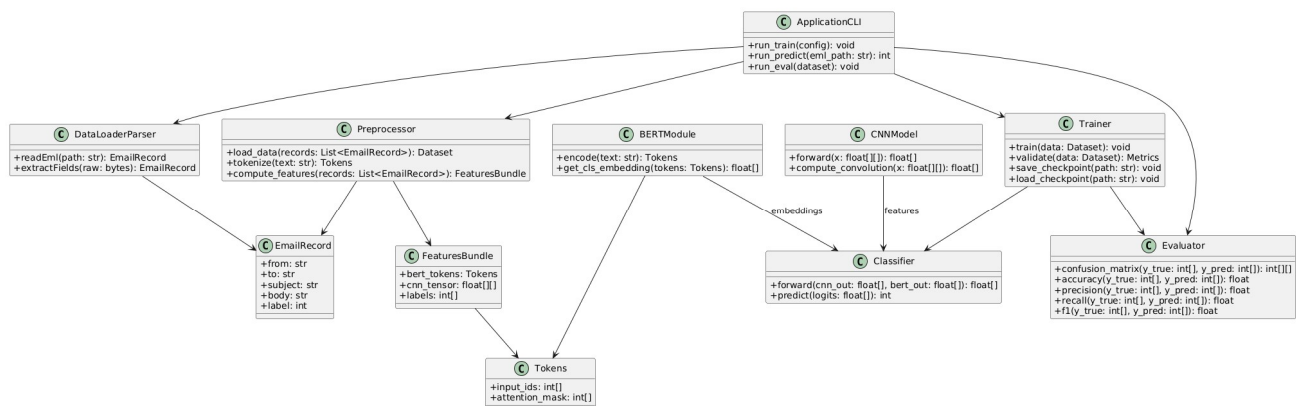 C ApplicationCLI
+run_train(config): void
+run_predict(eml_path: str): int
+run_eval(dataset): void
C DataLoaderParser
+readEml(path: str): EmailRecord
+extractFields(raw: bytes): EmailRecord
C Preprocessor
+load_data(records: List<EmailRecord>): Dataset
+tokenize(text: str): Tokens
+compute_features(records: List<EmailRecord>): FeaturesBundle
C BERTModule
+encode(text: str): Tokens
+get_cls_embedding(tokens: Tokens): float[]
C CNNModel
+forward(x: float[][]): float[]
+compute_convolution(x: float[][]): float[]
C Trainer
+train(data: Dataset): void
+validate(data: Dataset): Metrics
+save_checkpoint(path: str): void
+load_checkpoint(path: str): void
embeddings
features
C EmailRecord
+from: str
+to: str
+subject: str
+body: str
+label: int
C FeaturesBundle
+bert_tokens: Tokens
+cnn_tensor: float[][]
+labels: int[]
C Classifier
+forward(cnn_out: float[], bert_out: float[]): float[]
+predict(logits: float[]): int
C Evaluator
+confusion_matrix(y_true: int[], y_pred: int[]): int[][]
+accuracy(y_true: int[], y_pred: int[]): float
+precision(y_true: int[], y_pred: int[]): float
+recall(y_true: int[], y_pred: int[]): float
+f1(y_true: int[], y_pred: int[]): float
C Tokens
+input_ids: int[]
+attention_mask: int[]